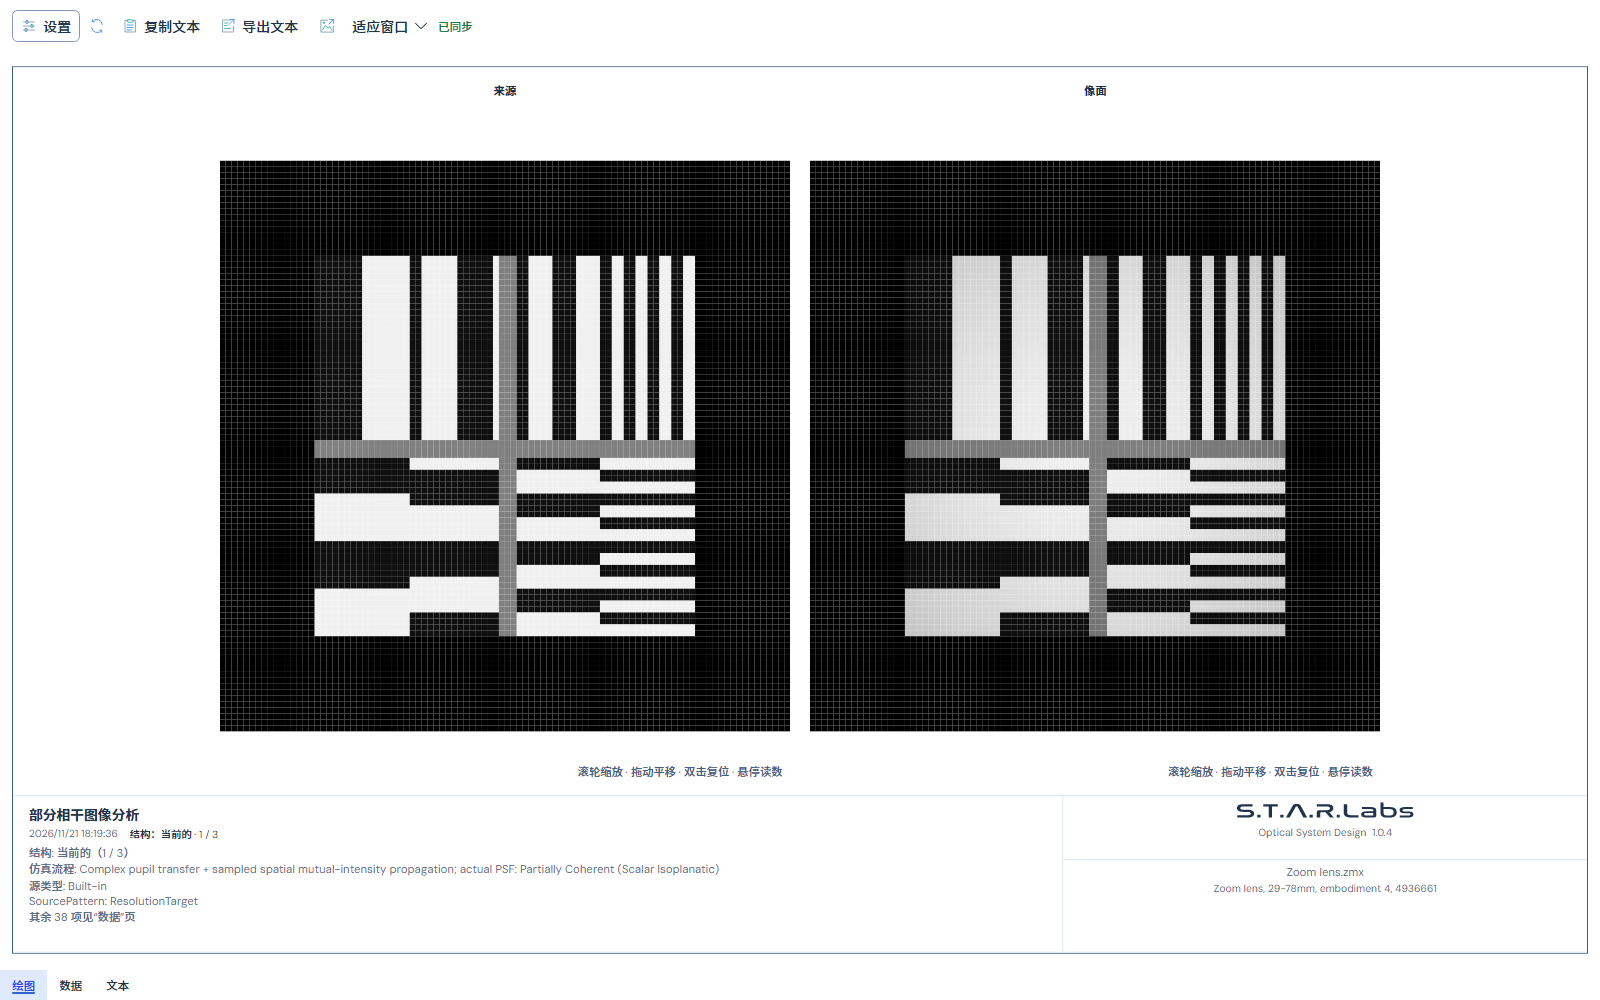 设置 复制文本 导出文本 适应窗口 已同步
来源 像面
滚轮缩放 · 拖动平移 · 双击复位 · 悬停读数 滚轮缩放 · 拖动平移 · 双击复位 · 悬停读数
部分相干图像分析
2026/11/21 18:19:36 结构: 当前的 · 1 / 3
结构: 当前的 (1 / 3)
仿真流程: Complex pupil transfer + sampled spatial mutual-intensity propagation; actual PSF: Partially Coherent (Scalar Isoplanatic)
源类型: Built-in
SourcePattern: ResolutionTarget
其余 38 项见“数据”页
S.T.A.R.Labs
Optical System Design 1.0.4
Zoom lens.zmx
Zoom lens, 29-78mm, embodiment 4, 4936661
绘图 数据 文本